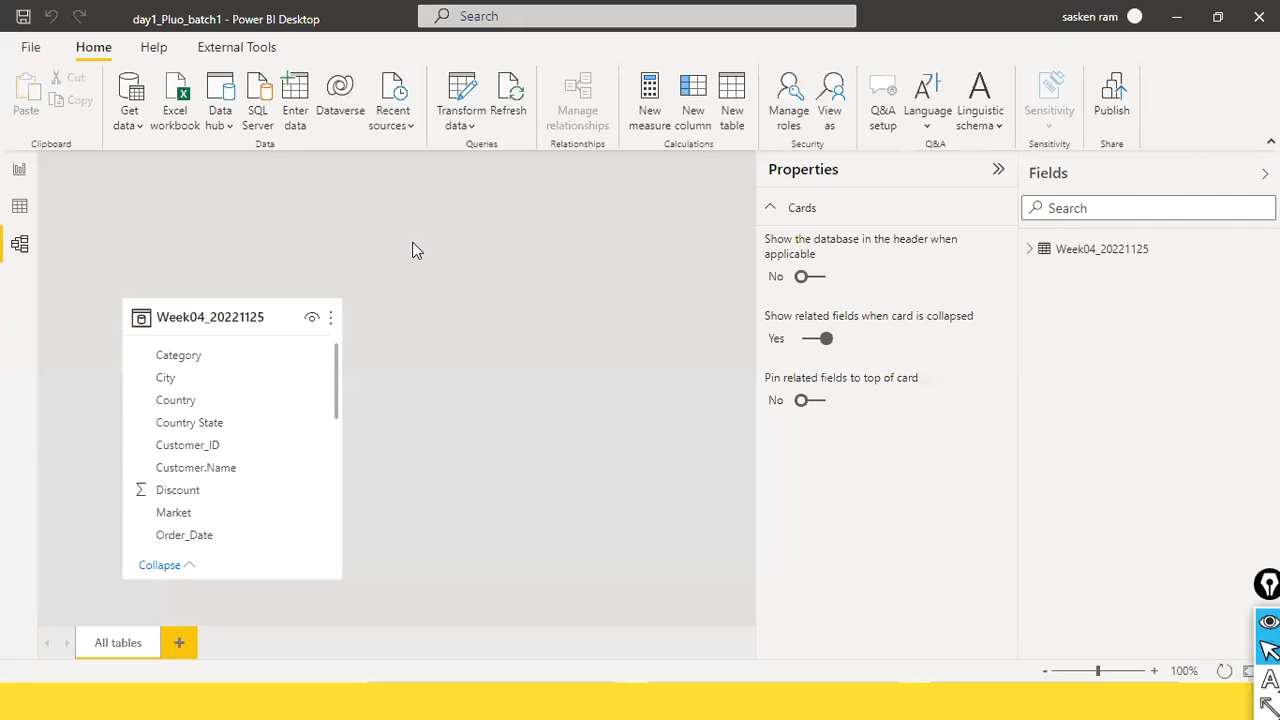 day1_Pluo_batch1 - Power BI Desktop
Search
sasken ram
File
Home
Help
External Tools
Paste
Cut
Copy
Clipboard
Get data
Excel workbook
Data hub
SQL Server
Enter data
Dataverse
Recent sources
Data
Transform data
Refresh
Queries
Manage relationships
Relationships
New measure
New column
New table
Calculations
Manage roles
View as
Security
Q&A setup
Language
Linguistic schema
Q&A
Sensitivity
Sensitivity
Publish
Share
Week04_20221125
Category
City
Country
Country State
Customer_ID
Customer.Name
Discount
Market
Order_Date
Collapse
Properties
Cards
Show the database in the header when
applicable
No
Show related fields when card is collapsed
Yes
Pin related fields to top of card
No
Fields
Search
Week04_20221125
All tables
100%